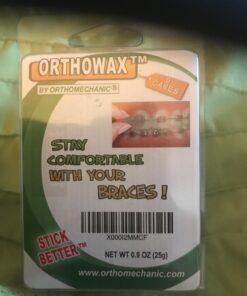 ORTHOWAX™
BY ORTHOMECHANIC®
CASES
STAY
COMFORTABLE
WITH YOUR
BRACES!
X00002MMCF
NET WT 0.9 OZ (25g)
STICK
BETTER™
www.orthomechanic.com